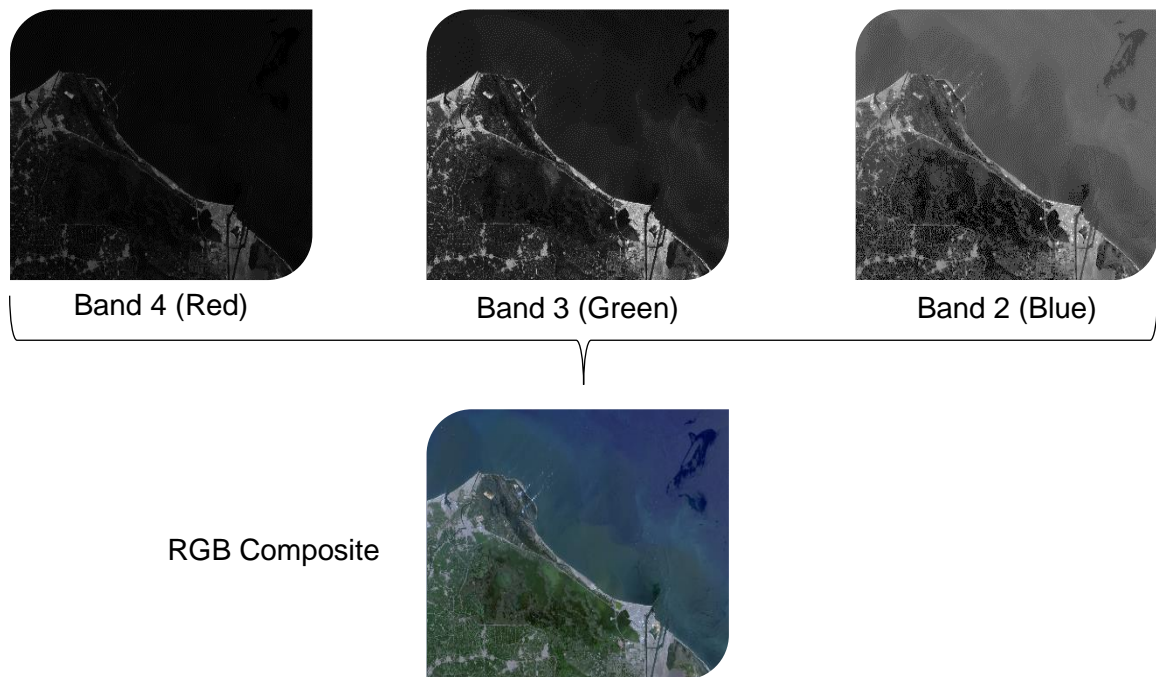 Band 4 (Red)
Band 3 (Green)
Band 2 (Blue)
RGB Composite